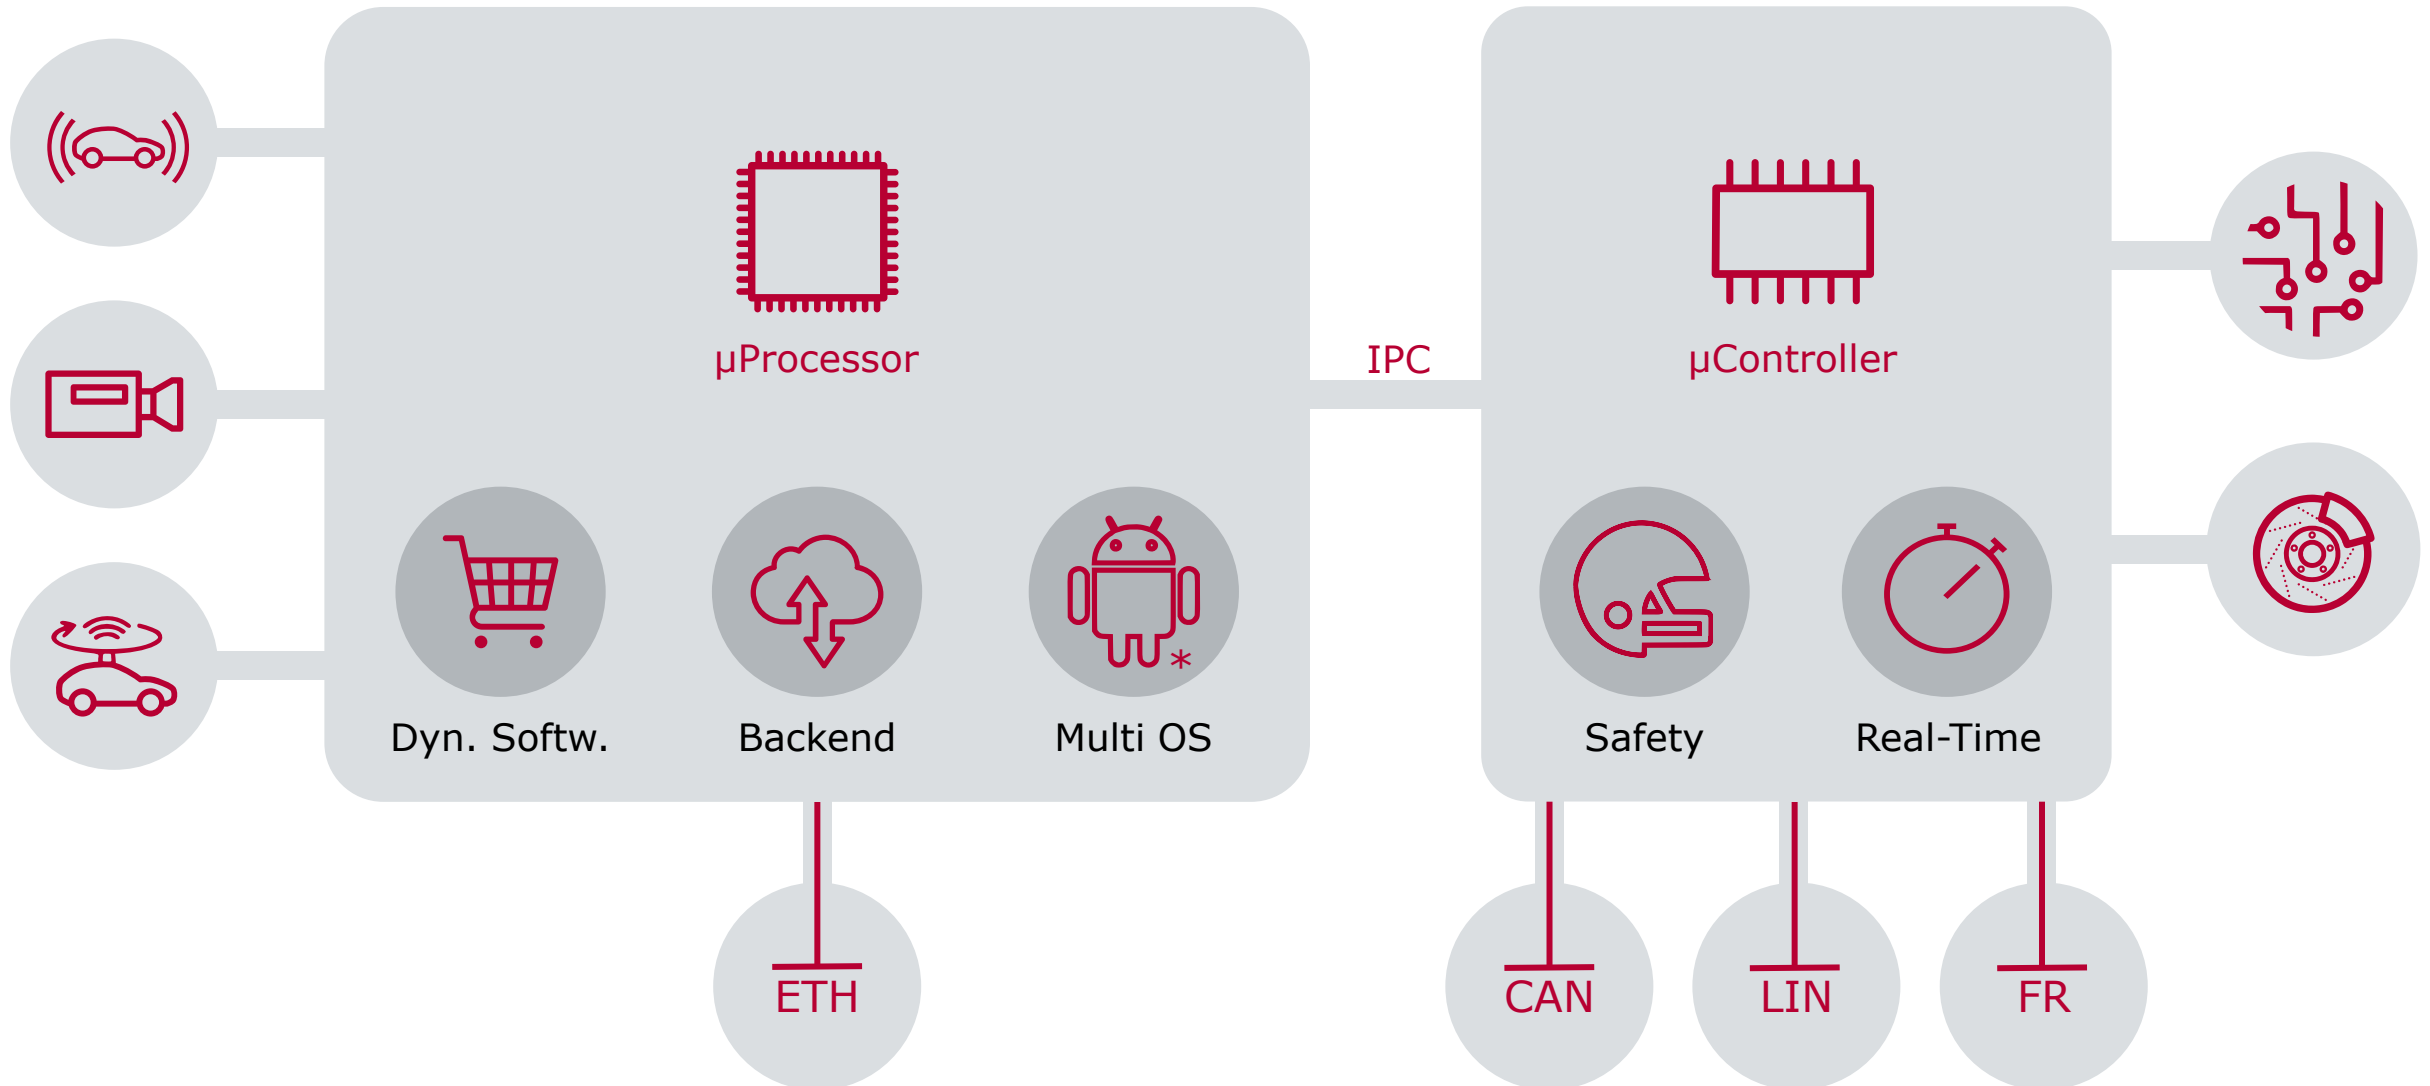 µProcessor
IPC
µController
*
Dyn. Softw.
Backend
Multi OS
Safety
Real-Time
ETH
CAN
LIN
FR